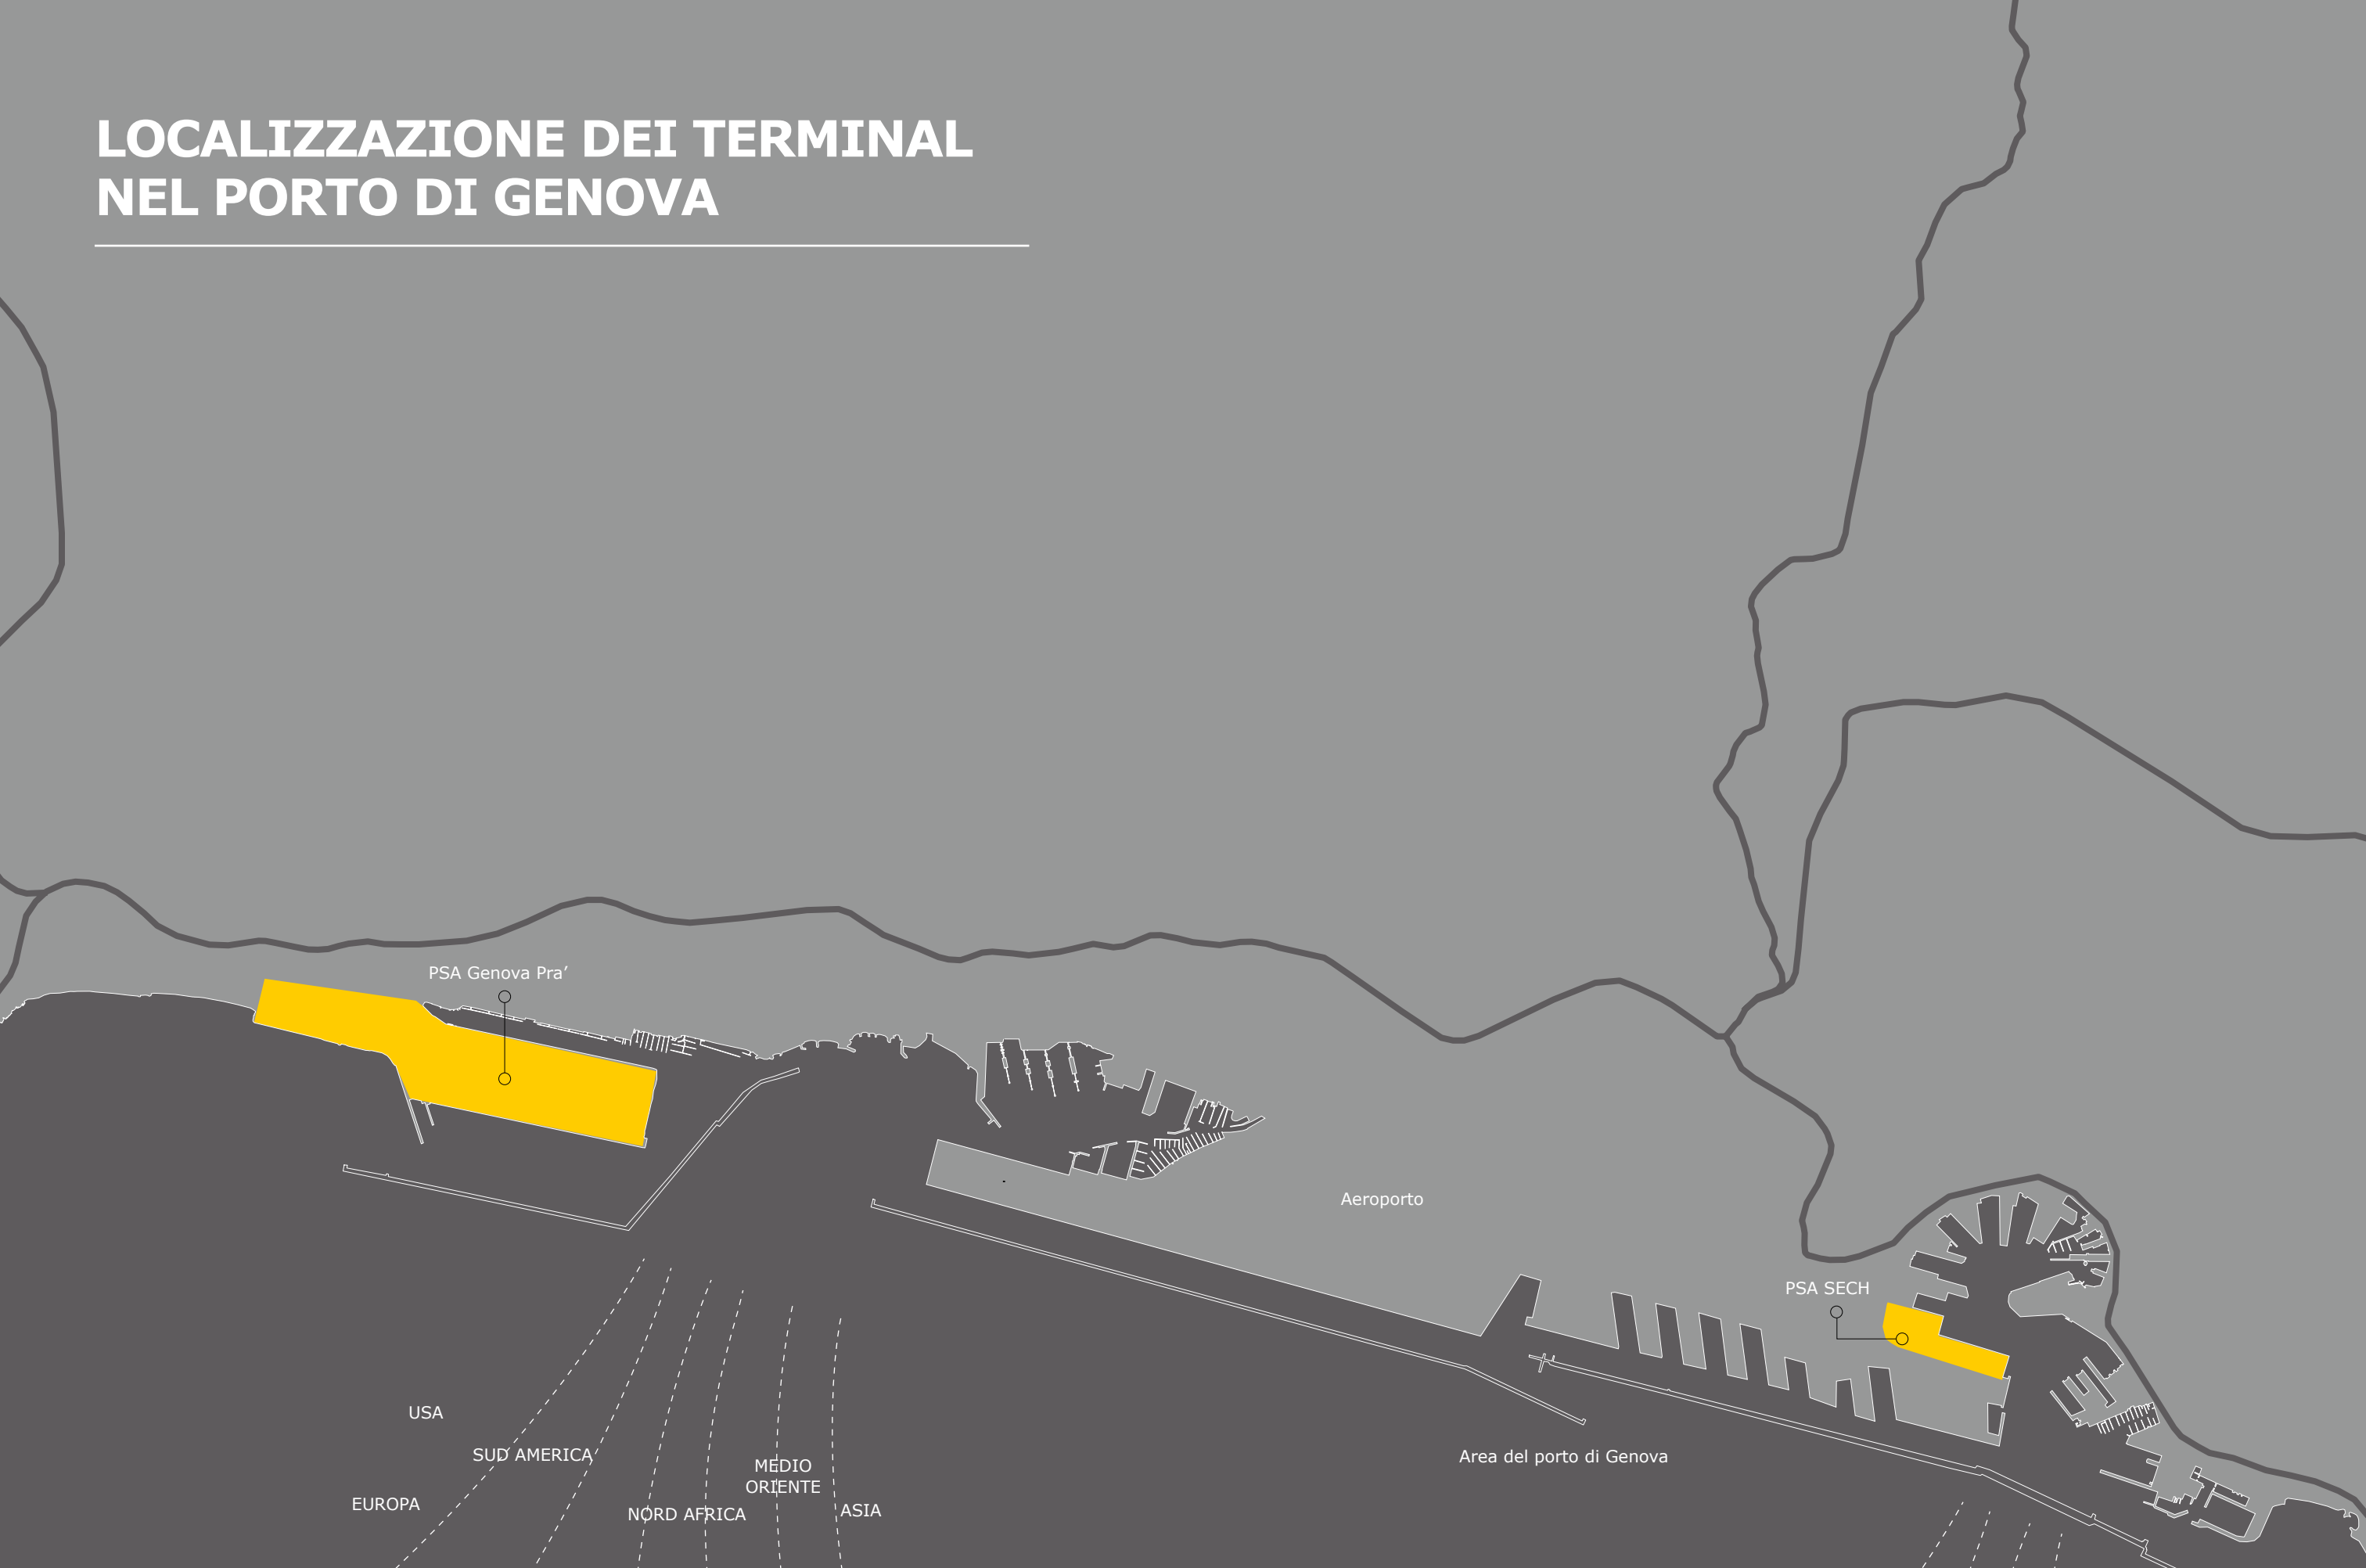 LOCALIZZAZIONE DEI TERMINAL
NEL PORTO DI GENOVA
PSA Genova Pra’
Aeroporto
PSA SECH
USA
SUD AMERICA
EUROPA
NORD AFRICA
MEDIO
ORIENTE
ASIA
Area del porto di Genova